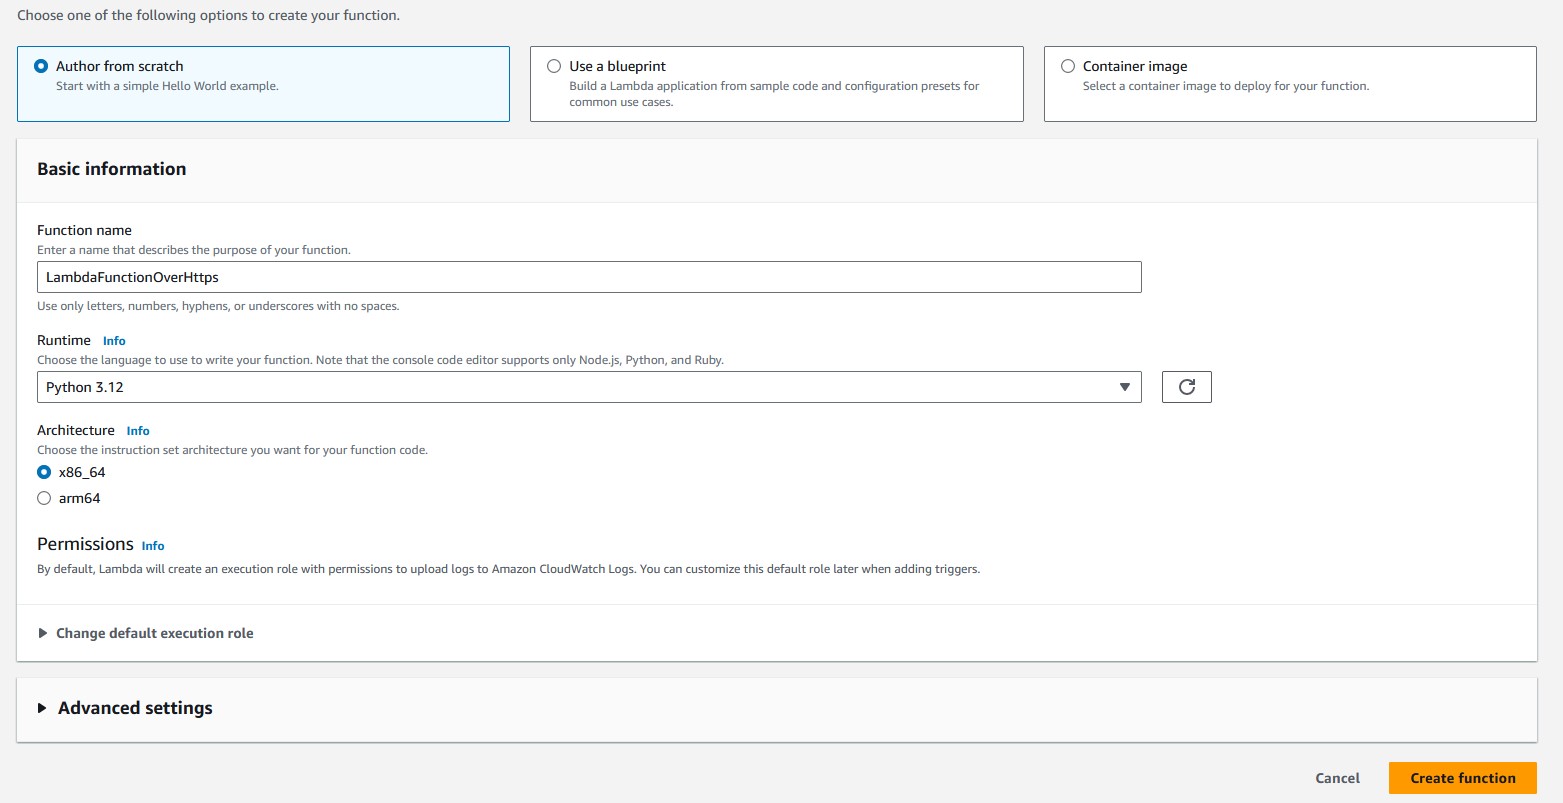 Choose one of the following options to create your function.
Author from scratch
Start with a simple Hello World example.
Use a blueprint
Build a Lambda application from sample code and configuration presets for
common use cases.
Container image
Select a container image to deploy for your function.
Basic information
Function name
Enter a name that describes the purpose of your function.
LambdaFunctionOverHttps
Use only letters, numbers, hyphens, or underscores with no spaces.
Runtime Info
Choose the language to use to write your function. Note that the console code editor supports only Node.js, Python, and Ruby.
Python 3.12
Architecture Info
Choose the instruction set architecture you want for your function code.
x86_64
arm64
Permissions Info
By default, Lambda will create an execution role with permissions to upload logs to Amazon CloudWatch Logs. You can customize this default role later when adding triggers.
Change default execution role
Advanced settings
Cancel Create function